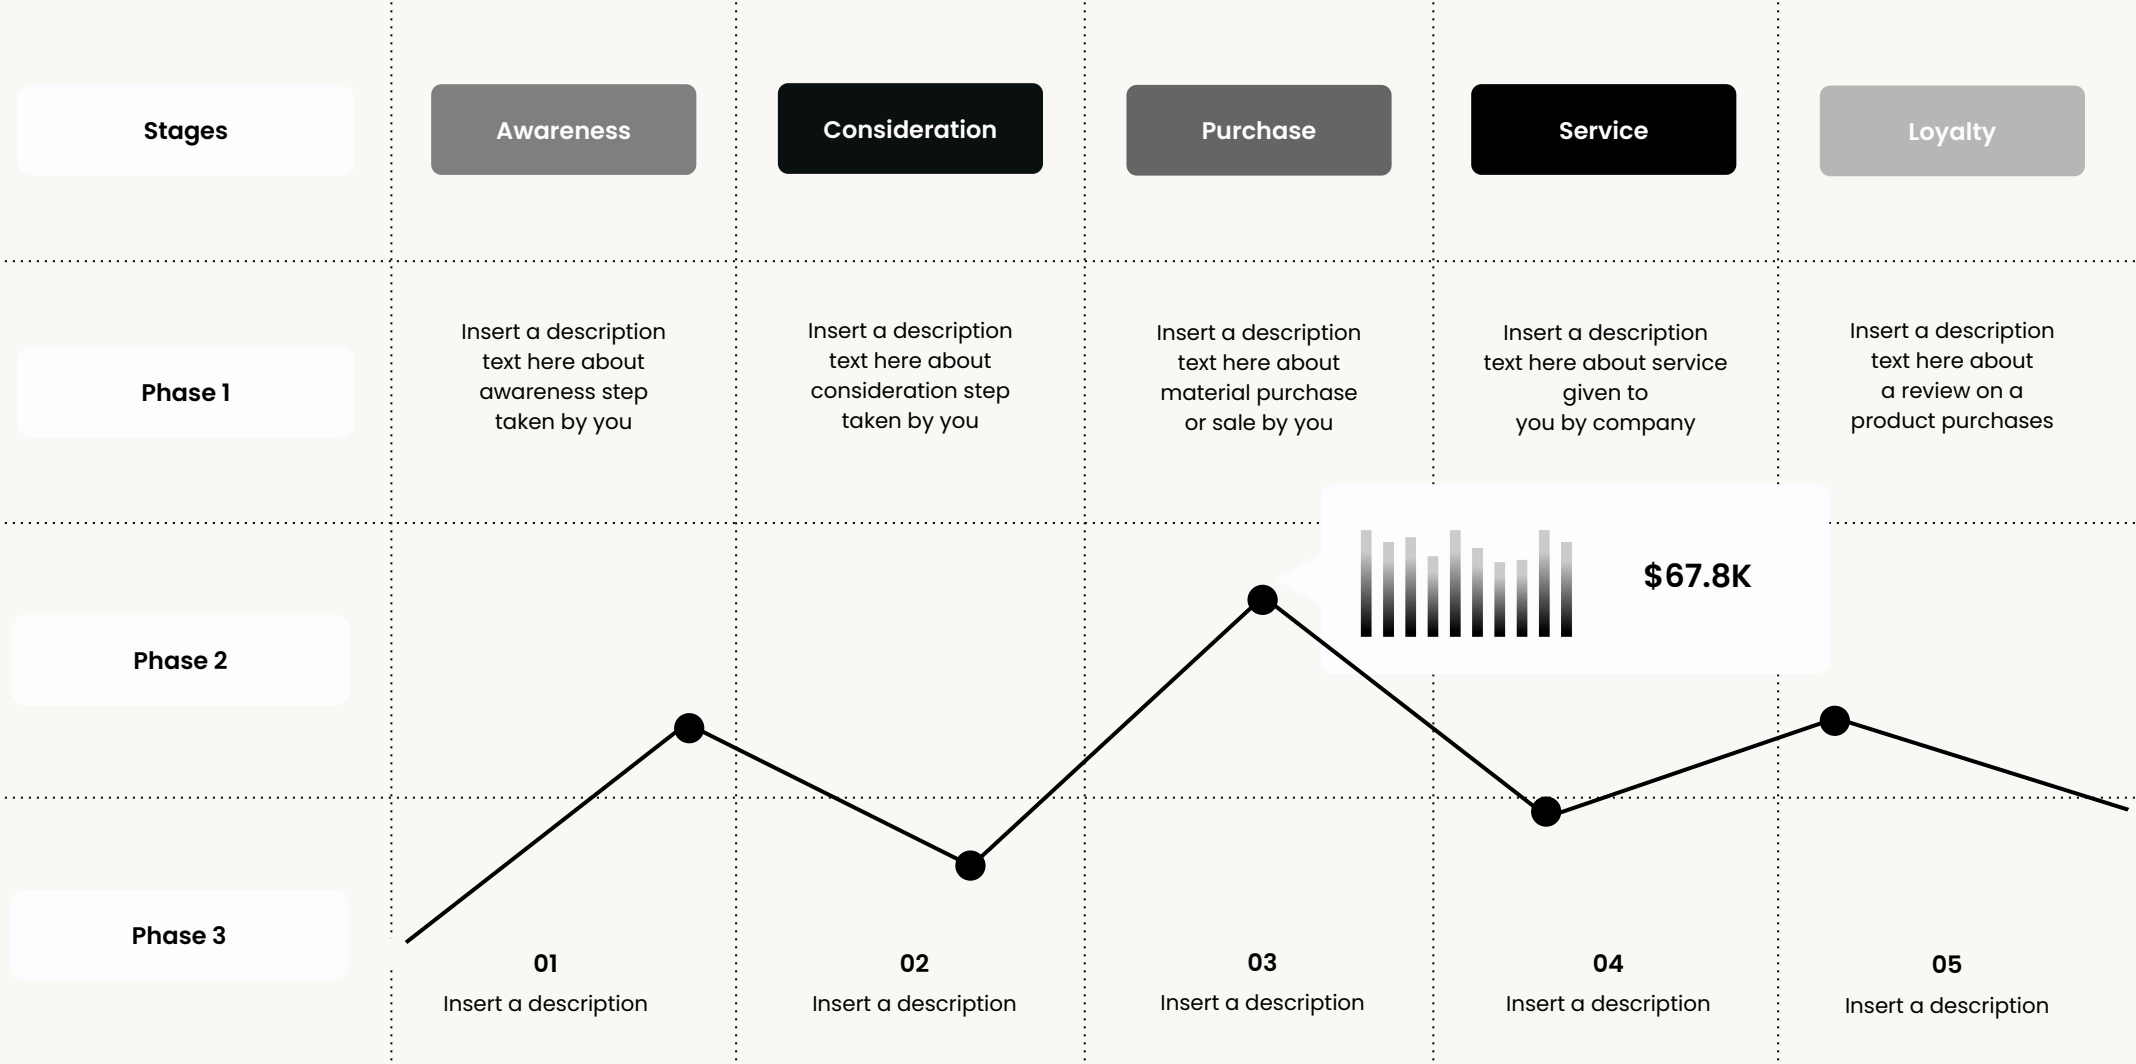 Stages
Awareness
Consideration
Purchase
Service
Loyalty
Phase 1
Insert a description
text here about
awareness step
taken by you
Insert a description
text here about
consideration step
taken by you
Insert a description
text here about
material purchase
or sale by you
Insert a description
text here about service
given to
you by company
Insert a description
text here about
a review on a
product purchases
Phase 2
$67.8K
Phase 3
01
Insert a description
02
Insert a description
03
Insert a description
04
Insert a description
05
Insert a description